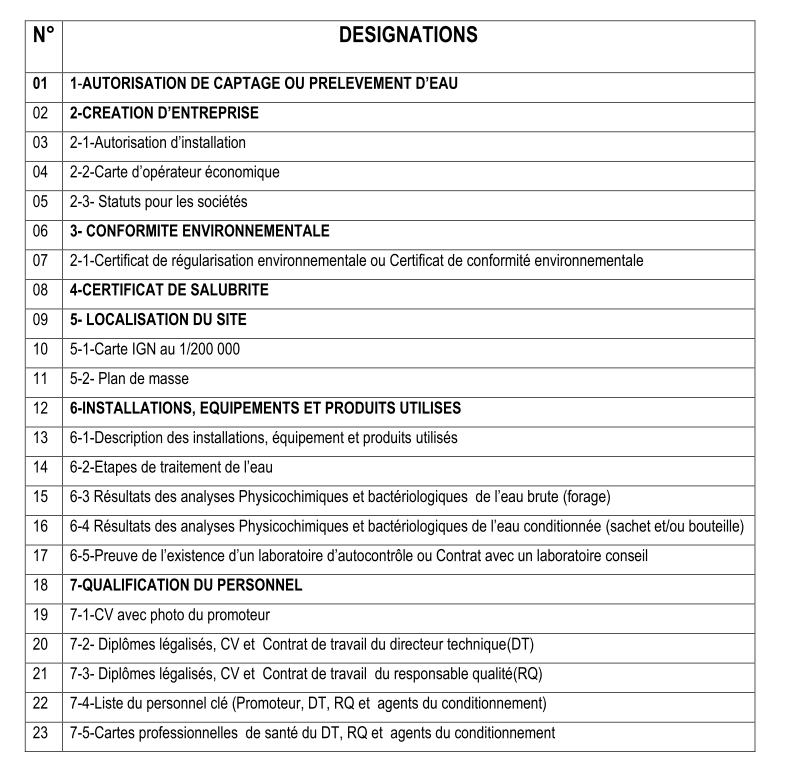 N° DESIGNATIONS
01 1-AUTORISATION DE CAPTAGE OU PRELEVEMENT D’EAU
02 2-CREATION D’ENTREPRISE
03 2-1-Autorisation d’installation
04 2-2-Carte d’opérateur économique
05 2-3- Statuts pour les sociétés
06 3- CONFORMITE ENVIRONNEMENTALE
07 2-1-Certificat de régularisation environnementale ou Certificat de conformité environnementale
08 4-CERTIFICAT DE SALUBRITE
09 5- LOCALISATION DU SITE
10 5-1-Carte IGN au 1/200 000
11 5-2- Plan de masse
12 6-INSTALLATIONS, EQUIPEMENTS ET PRODUITS UTILISES
13 6-1-Description des installations, équipement et produits utilisés
14 6-2-Etapes de traitement de l’eau
15 6-3 Résultats des analyses Physicochimiques et bactériologiques de l’eau brute (forage)
16 6-4 Résultats des analyses Physicochimiques et bactériologiques de l’eau conditionnée (sachet et/ou bouteille)
17 6-5-Preuve de l’existence d’un laboratoire d’autocontrôle ou Contrat avec un laboratoire conseil
18 7-QUALIFICATION DU PERSONNEL
19 7-1-CV avec photo du promoteur
20 7-2- Diplômes légalisés, CV et Contrat de travail du directeur technique(DT)
21 7-3- Diplômes légalisés, CV et Contrat de travail du responsable qualité(RQ)
22 7-4-Liste du personnel clé (Promoteur, DT, RQ et agents du conditionnement)
23 7-5-Cartes professionnelles de santé du DT, RQ et agents du conditionnement